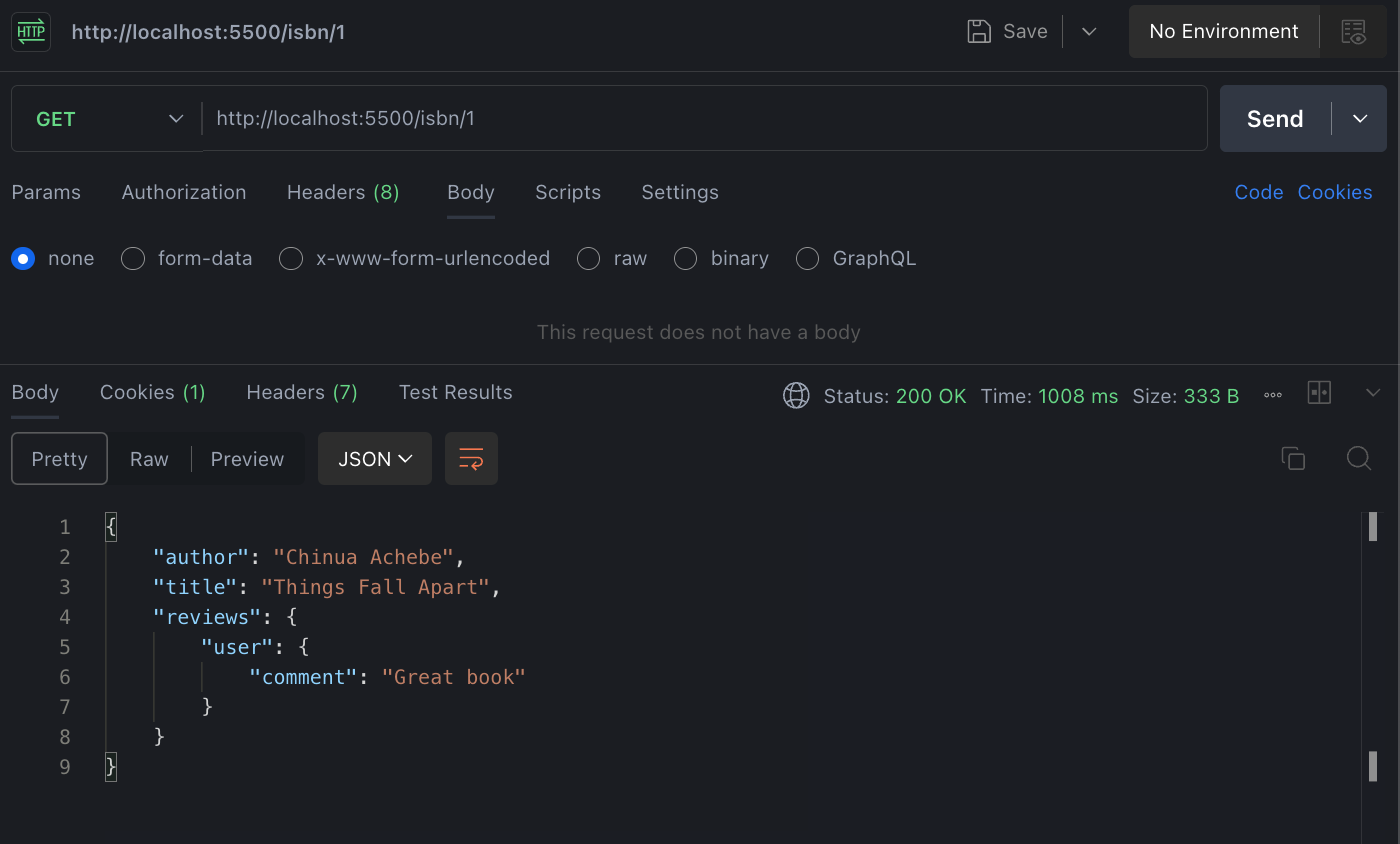 HTTP http://localhost:5500/isbn/1 Save No Environment
GET http://localhost:5500/isbn/1 Send
Params Authorization Headers (8) Body Scripts Settings Code Cookies
none form-data x-www-form-urlencoded raw binary GraphQL
This request does not have a body
Body Cookies (1) Headers (7) Test Results Status: 200 OK Time: 1008 ms Size: 333 B
Pretty Raw Preview JSON
1 {
2 "author": "Chinua Achebe",
3 "title": "Things Fall Apart",
4 "reviews": {
5 "user": {
6 "comment": "Great book"
7 }
8 }
9 }